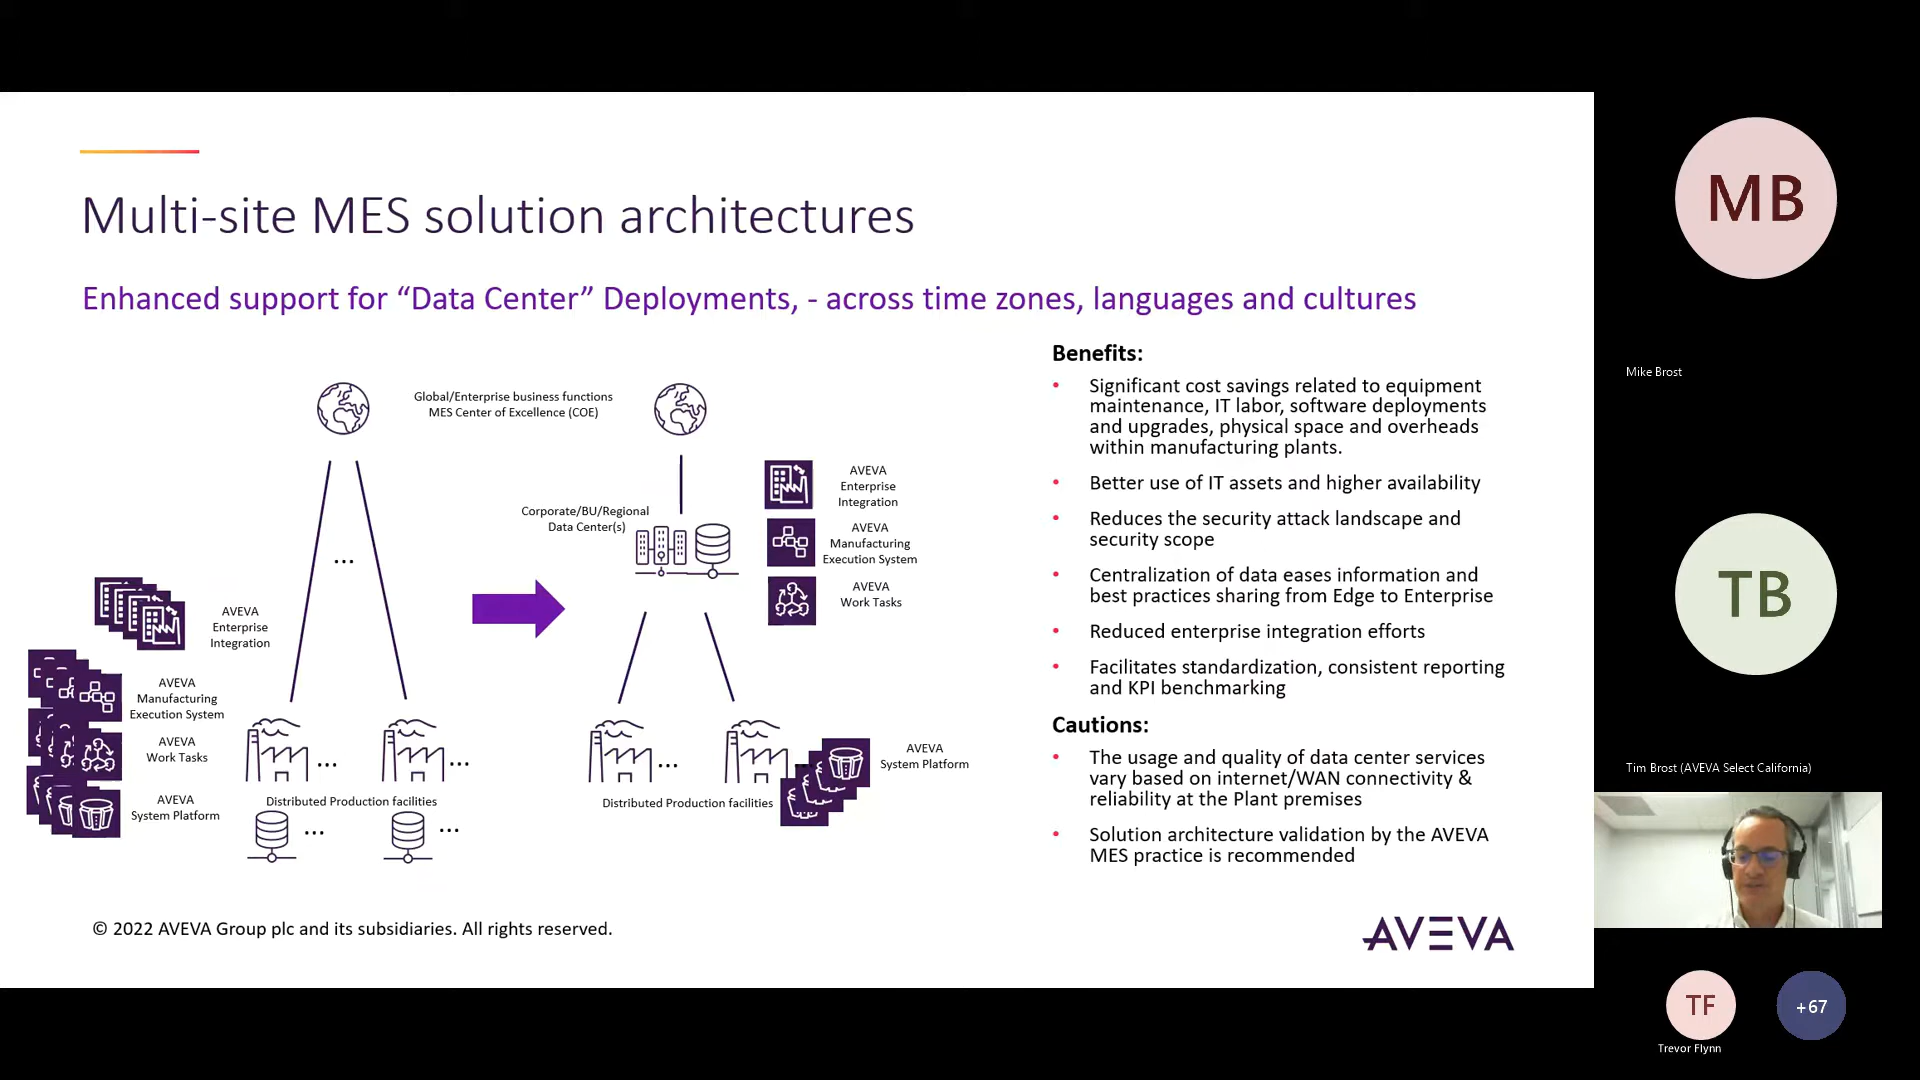 Multi-site MES solution architectures
Enhanced support for “Data Center” Deployments, - across time zones, languages and cultures
Global/Enterprise business functions
MES Center of Excellence (COE)
Corporate/BU/Regional
Data Center(s)
AVEVA
Enterprise
Integration
AVEVA
Manufacturing
Execution System
AVEVA
Work Tasks
...
AVEVA
Enterprise
Integration
AVEVA
Manufacturing
Execution System
AVEVA
Work Tasks
AVEVA
System Platform
...
...
Distributed Production facilities
...
...
...
Distributed Production facilities
AVEVA
System Platform
Benefits:
• Significant cost savings related to equipment
maintenance, IT labor, software deployments
and upgrades, physical space and overheads
within manufacturing plants.
• Better use of IT assets and higher availability
• Reduces the security attack landscape and
security scope
• Centralization of data eases information and
best practices sharing from Edge to Enterprise
• Reduced enterprise integration efforts
• Facilitates standardization, consistent reporting
and KPI benchmarking
Cautions:
• The usage and quality of data center services
vary based on internet/WAN connectivity &
reliability at the Plant premises
• Solution architecture validation by the AVEVA
MES practice is recommended
© 2022 AVEVA Group plc and its subsidiaries. All rights reserved.
AVEVA
MB
Mike Brost
TB
Tim Brost (AVEVA Select California)
TF
Trevor Flynn
+67